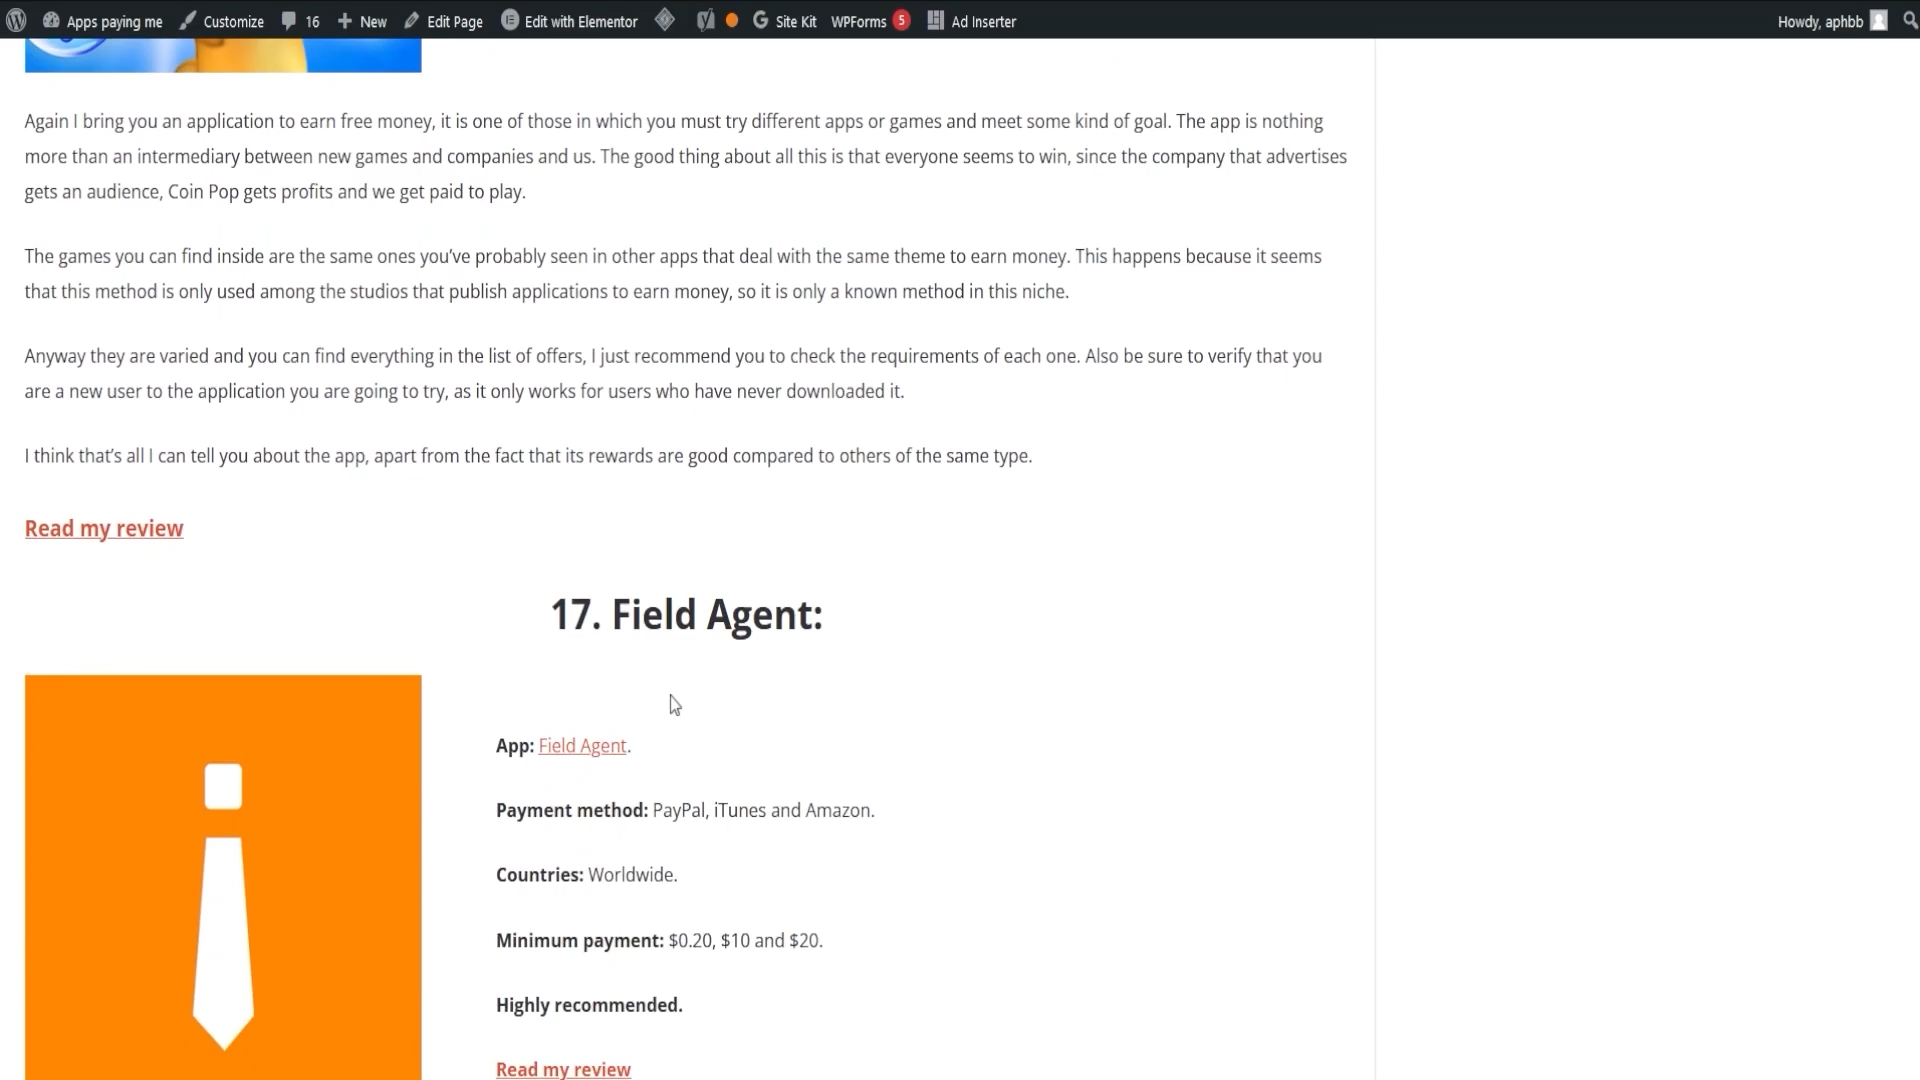 Apps paying me Customize 16 New Edit Page Edit with Elementor Site Kit WPForms 5 Ad Inserter Howdy, aphbb
Again I bring you an application to earn free money, it is one of those in which you must try different apps or games and meet some kind of goal. The app is nothing
more than an intermediary between new games and companies and us. The good thing about all this is that everyone seems to win, since the company that advertises
gets an audience, Coin Pop gets profits and we get paid to play.
The games you can find inside are the same ones you’ve probably seen in other apps that deal with the same theme to earn money. This happens because it seems
that this method is only used among the studios that publish applications to earn money, so it is only a known method in this niche.
Anyway they are varied and you can find everything in the list of offers, I just recommend you to check the requirements of each one. Also be sure to verify that you
are a new user to the application you are going to try, as it only works for users who have never downloaded it.
I think that’s all I can tell you about the app, apart from the fact that its rewards are good compared to others of the same type.
Read my review
17. Field Agent:
App: Field Agent.
Payment method: PayPal, iTunes and Amazon.
Countries: Worldwide.
Minimum payment: $0.20, $10 and $20.
Highly recommended.
Read my review